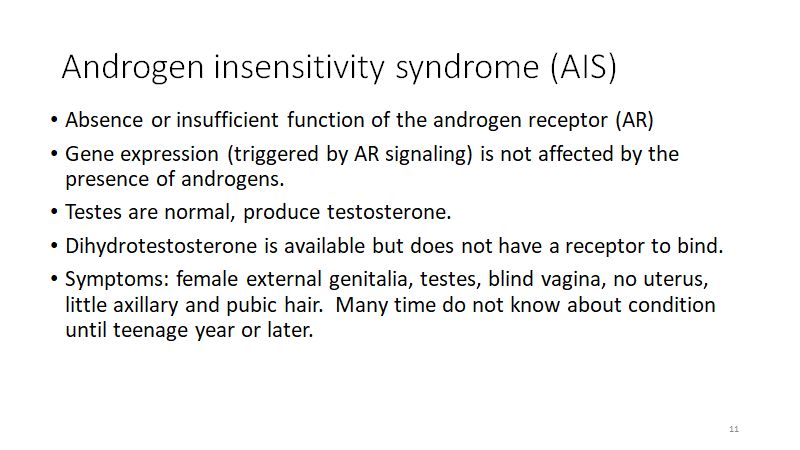 Androgen insensitivity syndrome (AIS)
• Absence or insufficient function of the androgen receptor (AR)
• Gene expression (triggered by AR signaling) is not affected by the
presence of androgens.
• Testes are normal, produce testosterone.
• Dihydrotestosterone is available but does not have a receptor to bind.
• Symptoms: female external genitalia, testes, blind vagina, no uterus,
little axillary and pubic hair.  Many time do not know about condition
until teenage year or later.
11